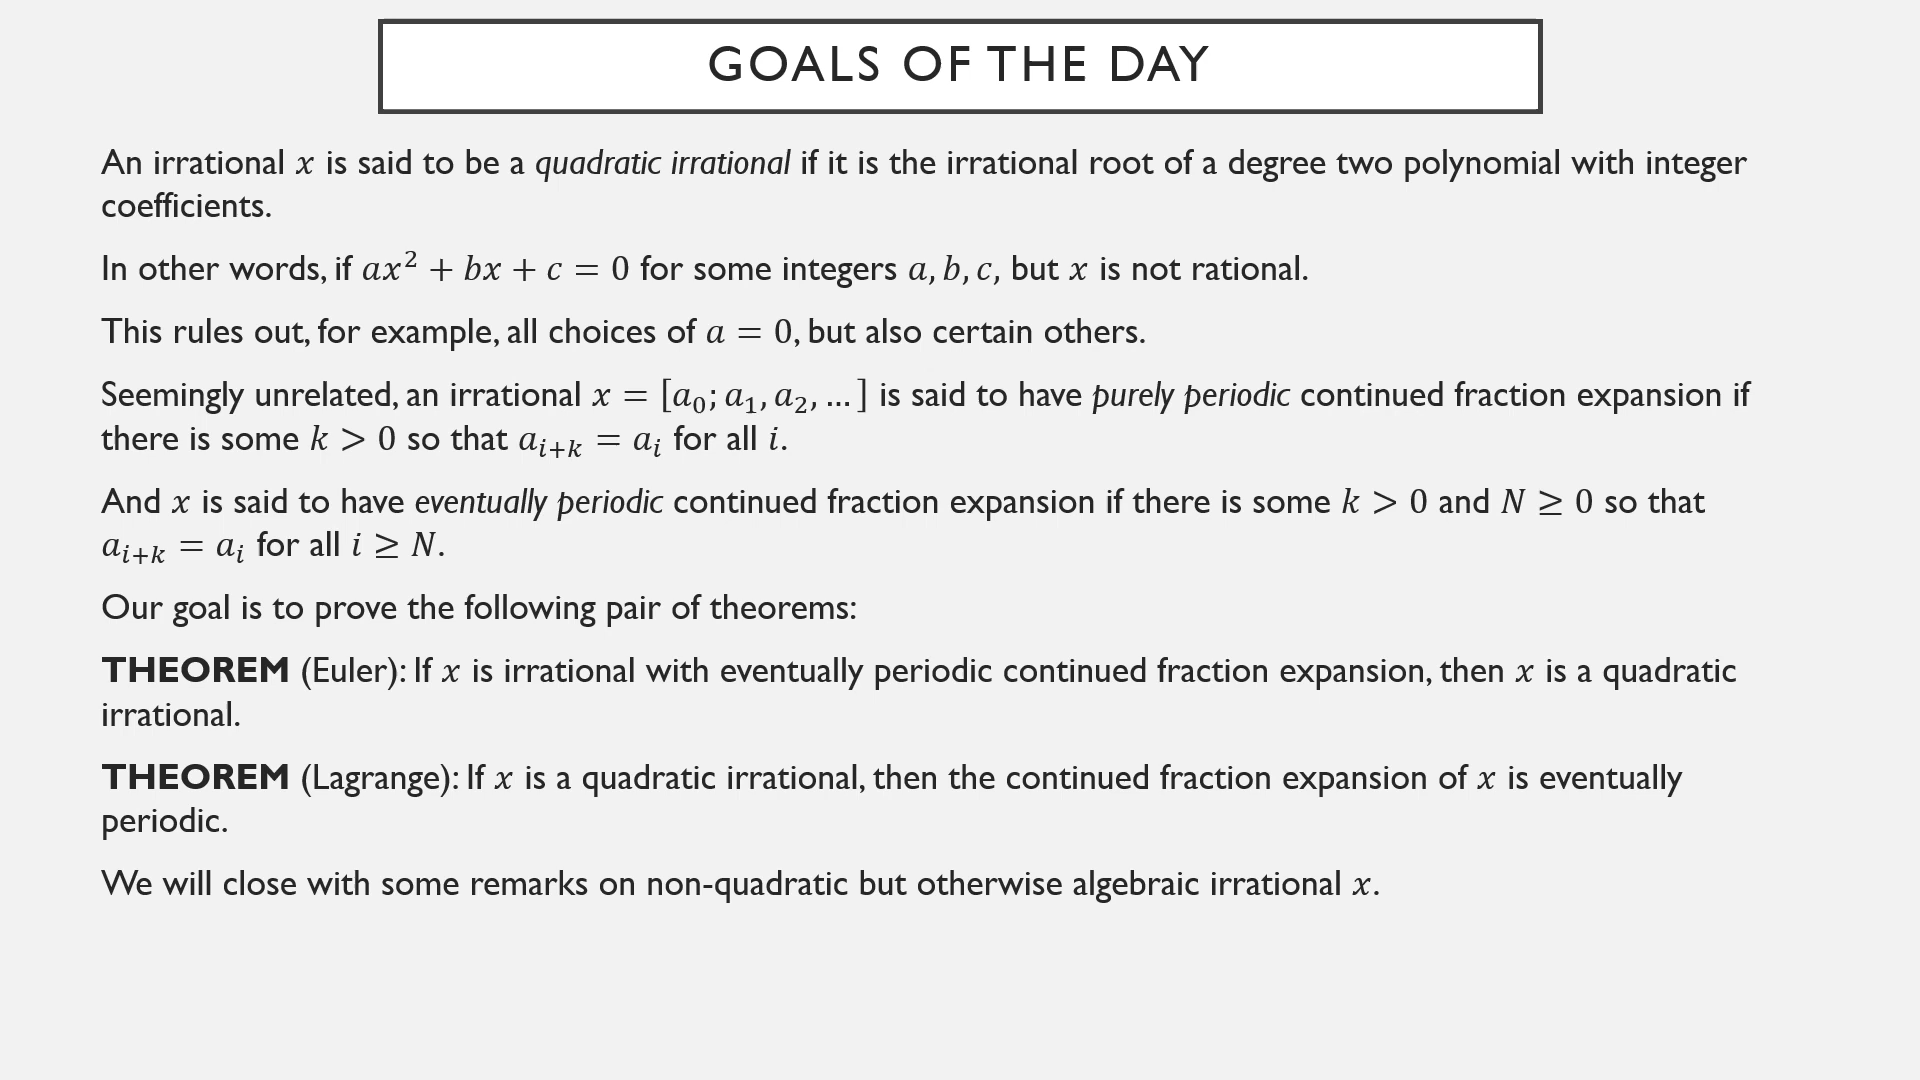 GOALS OF THE DAY
An irrational 𝑥 is said to be a quadratic irrational if it is the irrational root of a degree two polynomial with integer
coefficients.
In other words, if 𝑎𝑥² + 𝑏𝑥 + 𝑐 = 0 for some integers 𝑎, 𝑏, 𝑐, but 𝑥 is not rational.
This rules out, for example, all choices of 𝑎 = 0, but also certain others.
Seemingly unrelated, an irrational 𝑥 = [𝑎₀; 𝑎₁, 𝑎₂, … ] is said to have purely periodic continued fraction expansion if
there is some 𝑘 > 0 so that 𝑎ᵢ₊ₖ = 𝑎ᵢ for all 𝑖.
And 𝑥 is said to have eventually periodic continued fraction expansion if there is some 𝑘 > 0 and 𝑁 ≥ 0 so that
𝑎ᵢ₊ₖ = 𝑎ᵢ for all 𝑖 ≥ 𝑁.
Our goal is to prove the following pair of theorems:
THEOREM (Euler): If 𝑥 is irrational with eventually periodic continued fraction expansion, then 𝑥 is a quadratic
irrational.
THEOREM (Lagrange): If 𝑥 is a quadratic irrational, then the continued fraction expansion of 𝑥 is eventually
periodic.
We will close with some remarks on non-quadratic but otherwise algebraic irrational 𝑥.